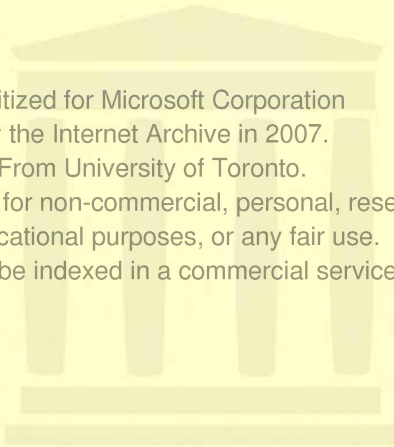 itized for Microsoft Corporation
the Internet Archive in 2007.
From University of Toronto.
for non-commercial, personal, rese
cational purposes, or any fair use.
be indexed in a commercial service